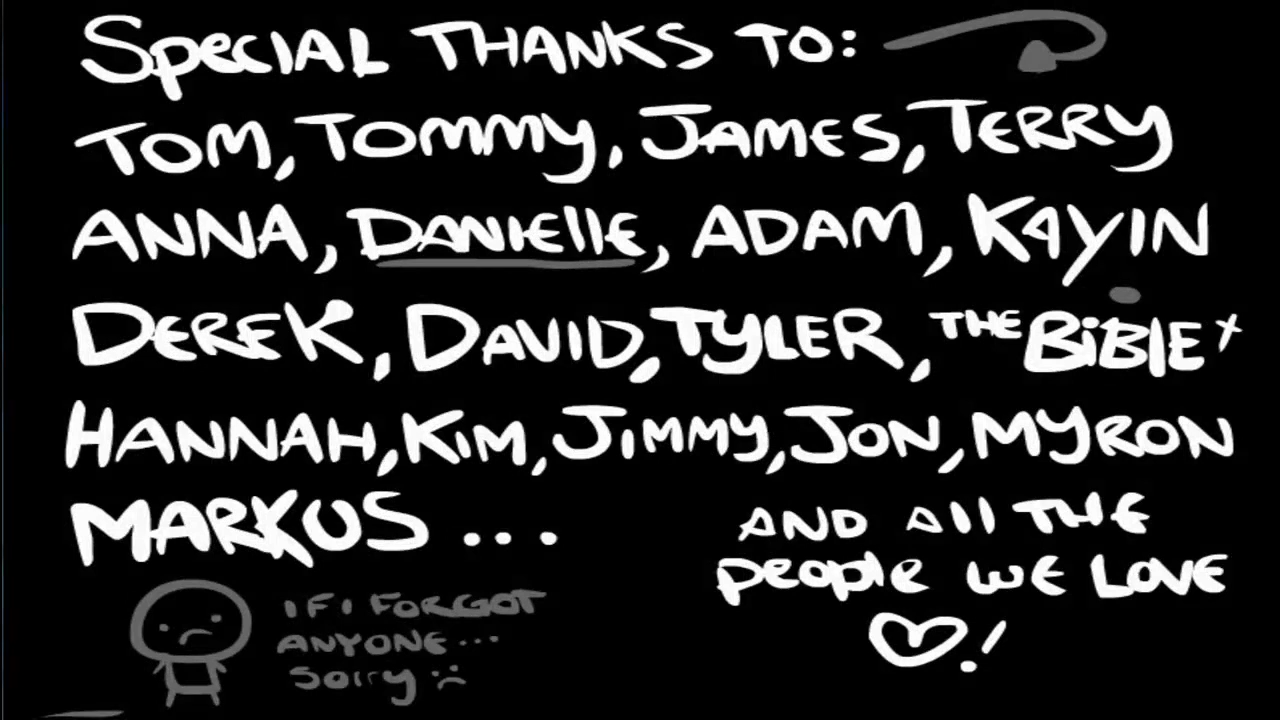 SpecIAL THANKS TO:
TOM, TOMMY, JAMES, TERRY
ANNA, DANIElle, ADAM, KAYIN
DEREK, DAVID, TYLER, THE BiBlE +
HANNAH, KiM, JiMMY, JON, MYRON
MARKUS ...
AND All THE
people WE LOVE
♡!
IF I FORGOT
ANYONE...
Sorry :(